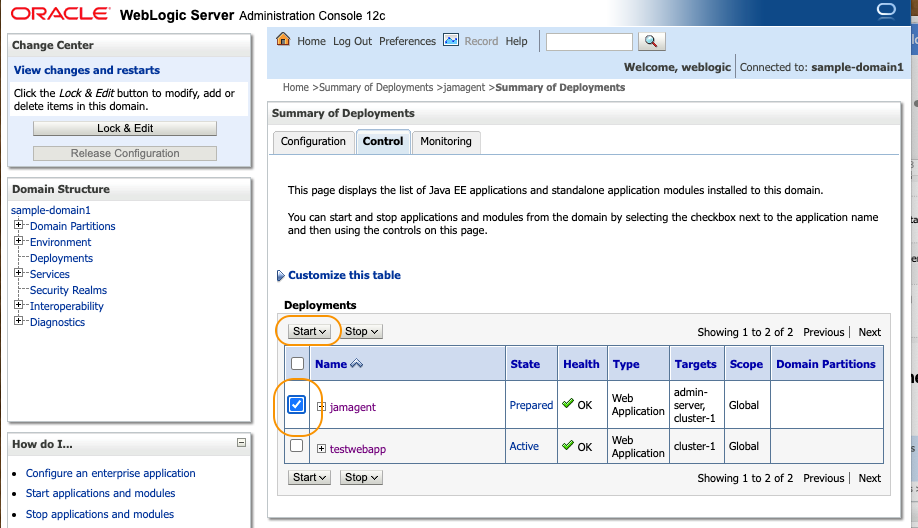 ORACLE® WebLogic Server Administration Console 12c
Change Center
View changes and restarts
Click the Lock & Edit button to modify, add or
delete items in this domain.
Lock & Edit
Release Configuration
Domain Structure
sample-domain1
Domain Partitions
Environment
Deployments
Services
Security Realms
Interoperability
Diagnostics
How do I...
Configure an enterprise application
Start applications and modules
Stop applications and modules
Home Log Out Preferences Record Help
Welcome, weblogic Connected to: sample-domain1
Home >Summary of Deployments >jamagent >Summary of Deployments
Summary of Deployments
Configuration Control Monitoring
This page displays the list of Java EE applications and standalone application modules installed to this domain.
You can start and stop applications and modules from the domain by selecting the checkbox next to the application name
and then using the controls on this page.
Customize this table
Deployments
Start Stop Showing 1 to 2 of 2 Previous | Next
Name State Health Type Targets Scope Domain Partitions
jamagent Prepared OK Web Application admin-server, cluster-1 Global
testwebapp Active OK Web Application cluster-1 Global
Start Stop Showing 1 to 2 of 2 Previous | Next